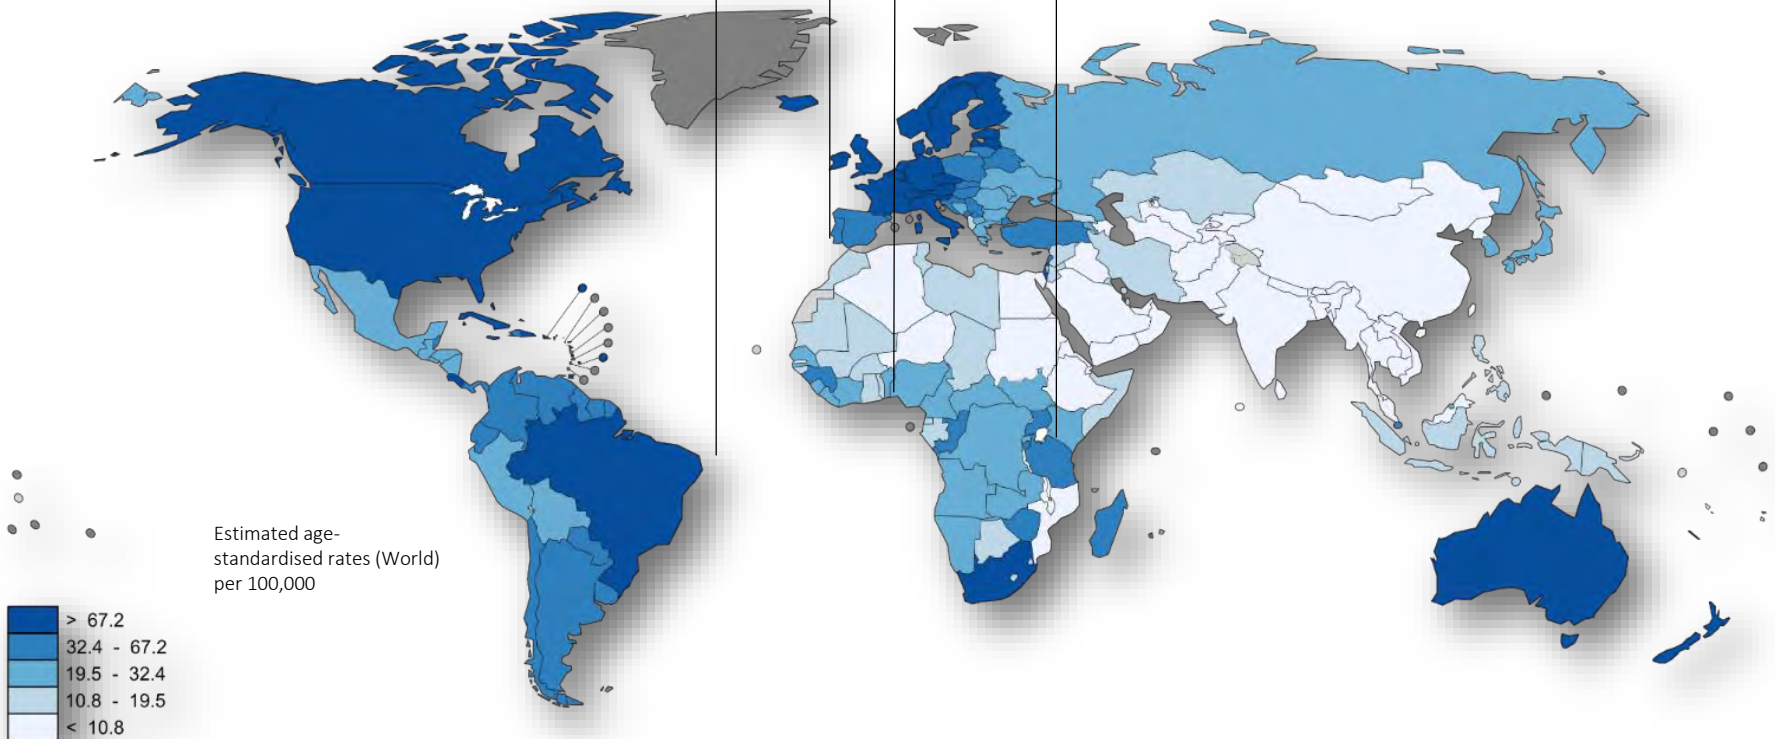 Estimated age-
standardised rates (World)
per 100,000
> 67.2
32.4 - 67.2
19.5 - 32.4
10.8 - 19.5
< 10.8